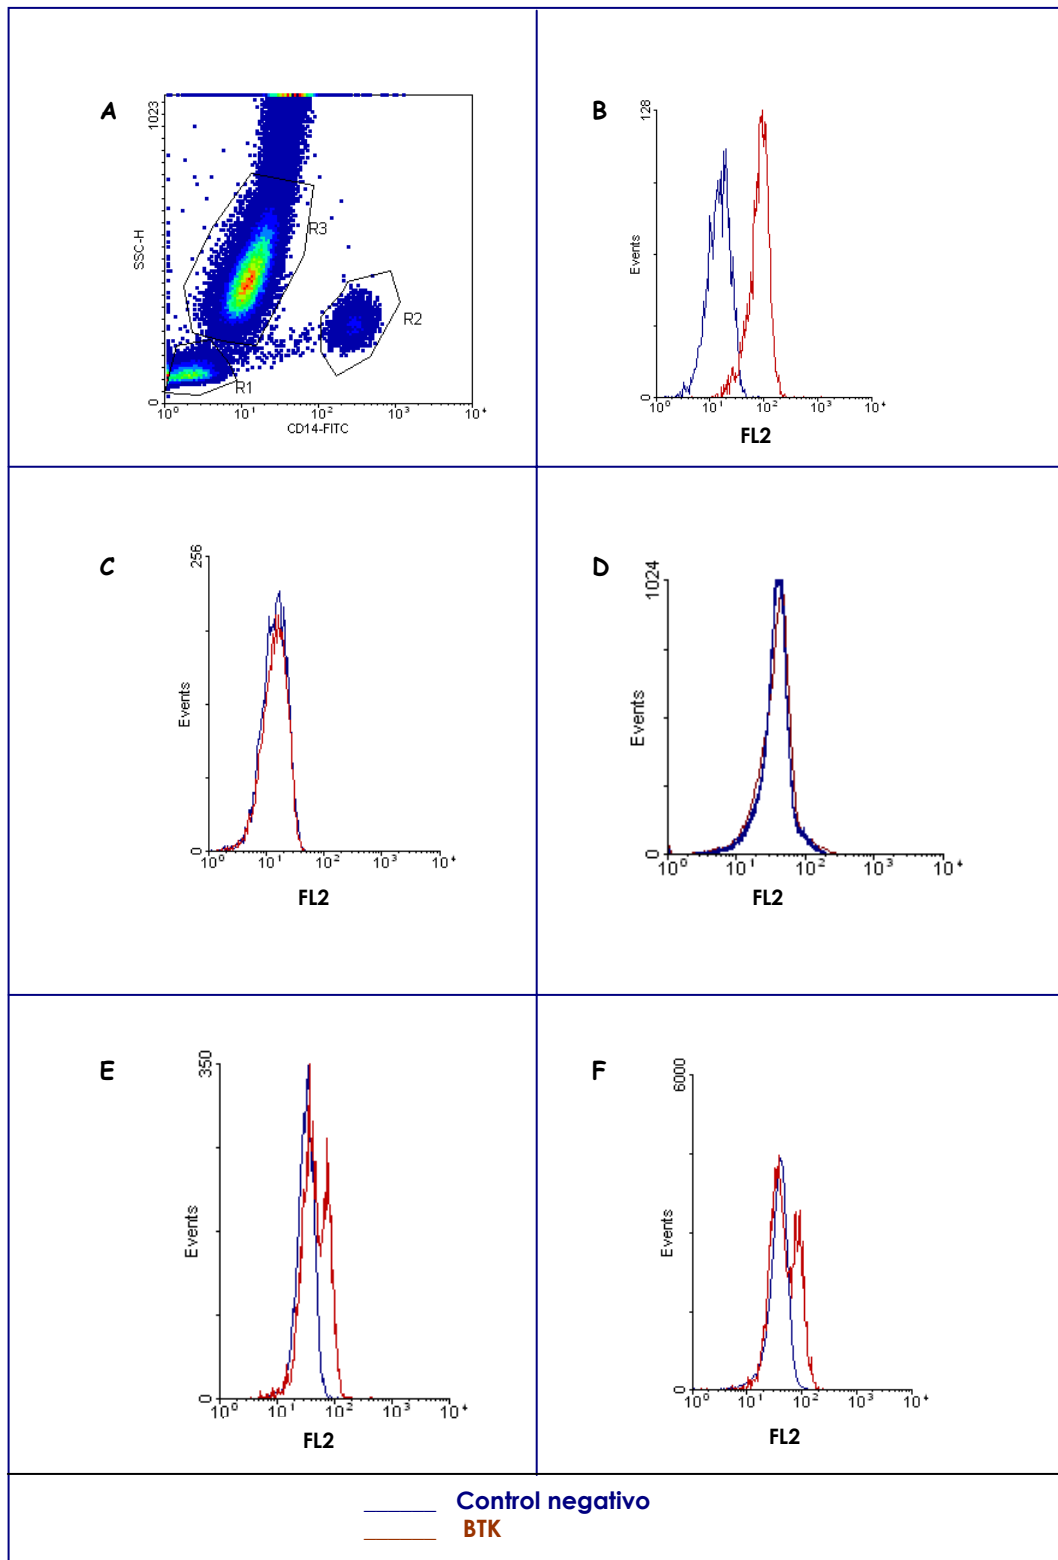 A
1023
SSC-H
0
R3
R2
R1
10⁰ 10¹ 10² 10³ 10⁴
CD14-FITC
B
128
Events
0
10⁰ 10¹ 10² 10³ 10⁴
FL2
C
256
Events
0
10⁰ 10¹ 10² 10³ 10⁴
FL2
D
1024
Events
0
10⁰ 10¹ 10² 10³ 10⁴
FL2
E
350
Events
0
10⁰ 10¹ 10² 10³ 10⁴
FL2
F
6000
Events
0
10⁰ 10¹ 10² 10³ 10⁴
FL2
Control negativo
BTK